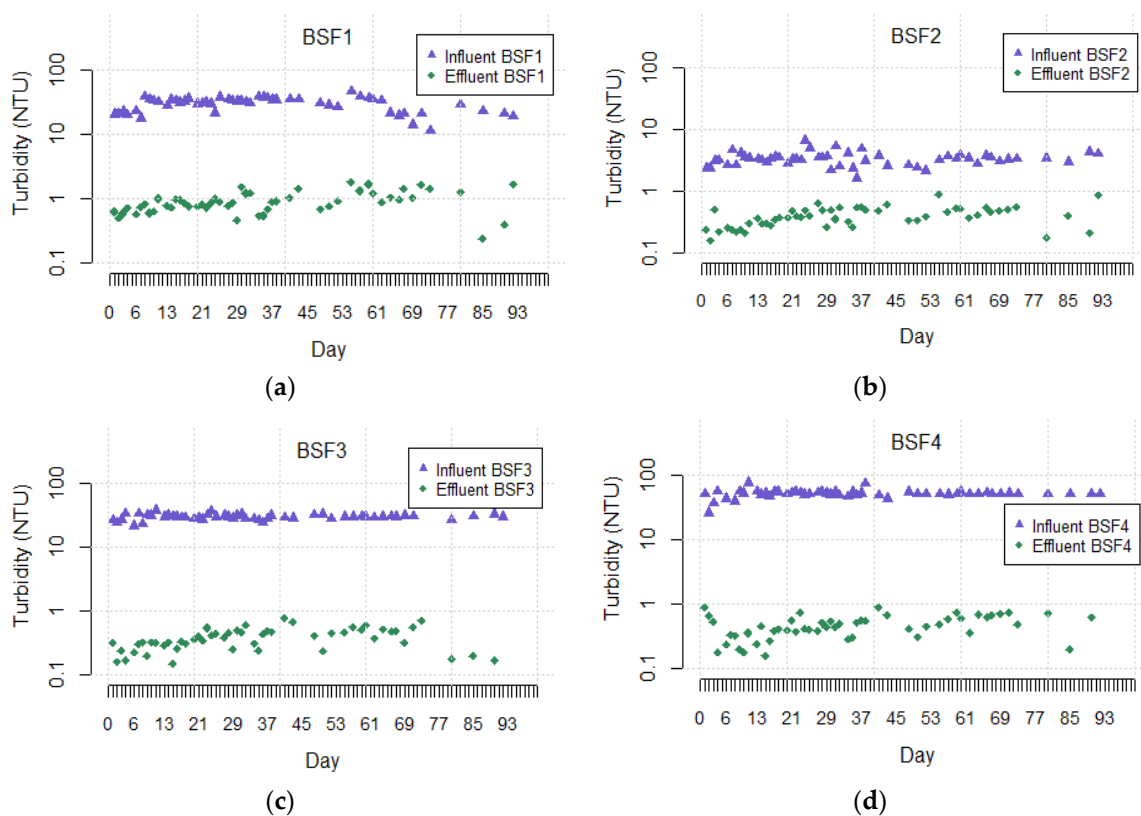 BSF1
Influent BSF1
Effluent BSF1
Turbidity (NTU)
100
10
1
0.1
0 6 13 21 29 37 45 53 61 69 77 85 93
Day
(a)
BSF2
Influent BSF2
Effluent BSF2
Turbidity (NTU)
100
10
1
0.1
0 6 13 21 29 37 45 53 61 69 77 85 93
Day
(b)
BSF3
Influent BSF3
Effluent BSF3
Turbidity (NTU)
100
10
1
0.1
0 6 13 21 29 37 45 53 61 69 77 85 93
Day
(c)
BSF4
Influent BSF4
Effluent BSF4
Turbidity (NTU)
100
10
1
0.1
0 6 13 21 29 37 45 53 61 69 77 85 93
Day
(d)